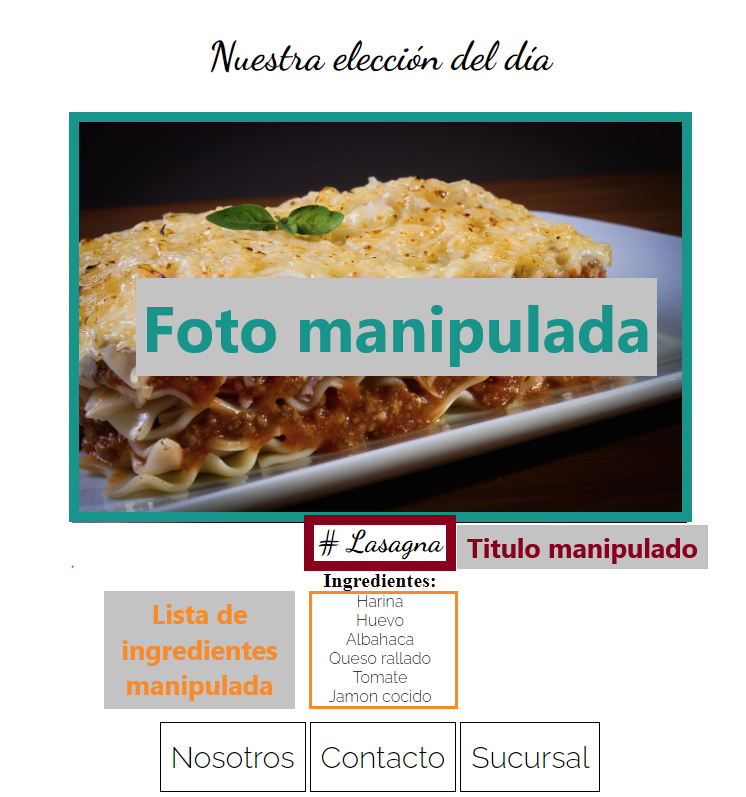 Nuestra elección del día
Foto manipulada
# Lasagna
Titulo manipulado
Ingredientes:
Lista de
ingredientes
manipulada
Harina
Huevo
Albahaca
Queso rallado
Tomate
Jamon cocido
Nosotros
Contacto
Sucursal